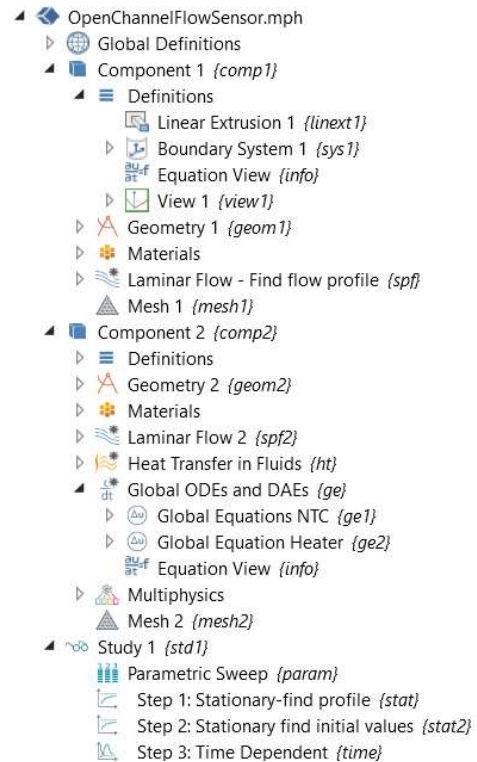 OpenChannelFlowSensor.mph
Global Definitions
Component 1 {comp1}
Definitions
Linear Extrusion 1 {linext1}
Boundary System 1 {sys1}
Equation View {info}
View 1 {view1}
Geometry 1 {geom1}
Materials
Laminar Flow - Find flow profile {spf}
Mesh 1 {mesh1}
Component 2 {comp2}
Definitions
Geometry 2 {geom2}
Materials
Laminar Flow 2 {spf2}
Heat Transfer in Fluids {ht}
Global ODEs and DAEs {ge}
Global Equations NTC {ge1}
Global Equation Heater {ge2}
Equation View {info}
Multiphysics
Mesh 2 {mesh2}
Study 1 {std1}
Parametric Sweep {param}
Step 1: Stationary-find profile {stat}
Step 2: Stationary find initial values {stat2}
Step 3: Time Dependent {time}